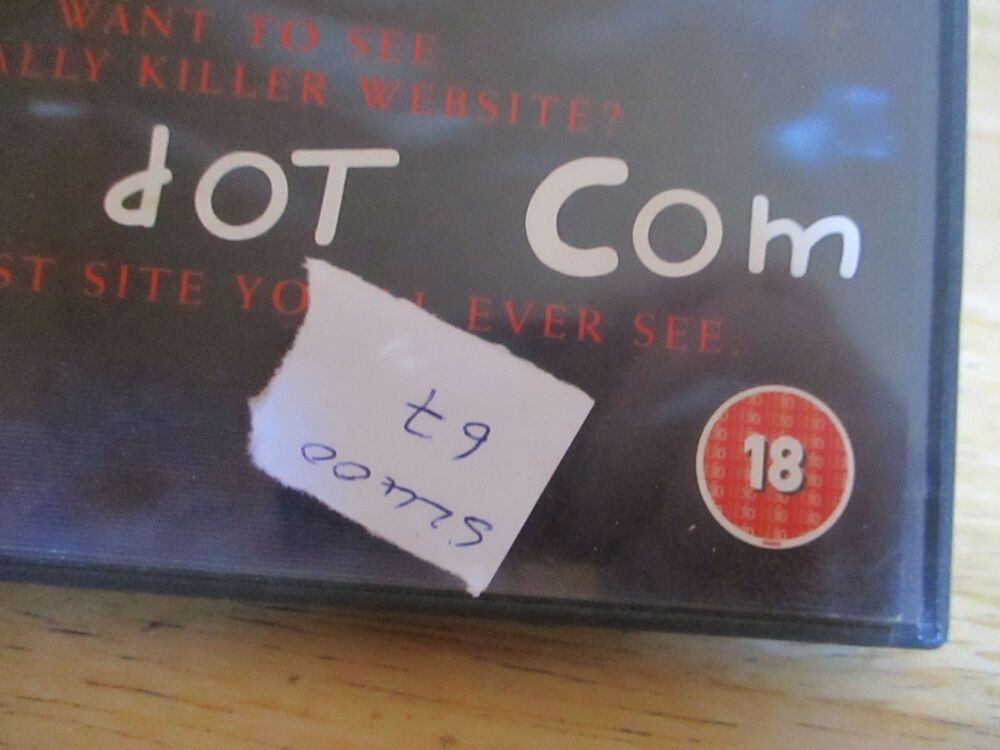 WANT TO SEE
ALLY KILLER WEBSITE?
dOT Com
ST SITE YO L EVER SEE.
18